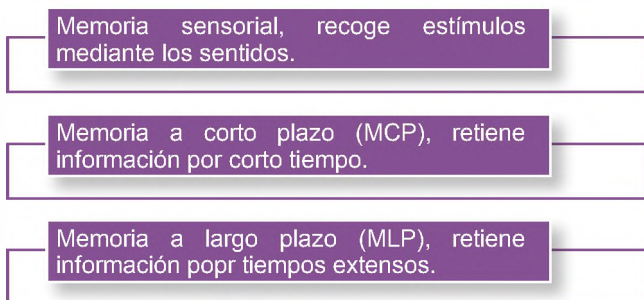 Memoria sensorial, recoge estímulos
mediante los sentidos.
Memoria a corto plazo (MCP), retiene
información por corto tiempo.
Memoria a largo plazo (MLP), retiene
información popr tiempos extensos.